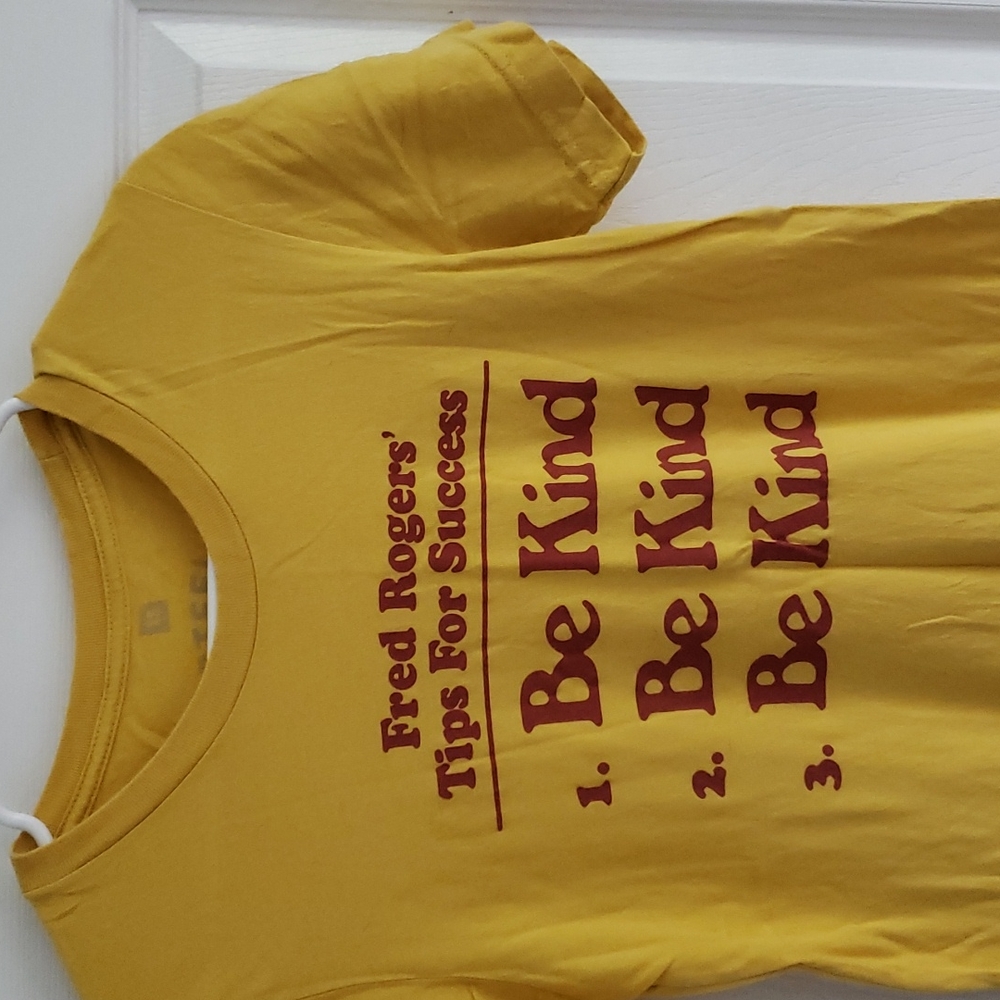 Fred Rogers'
Tips For Success
1. Be Kind
2. Be Kind
3. Be Kind